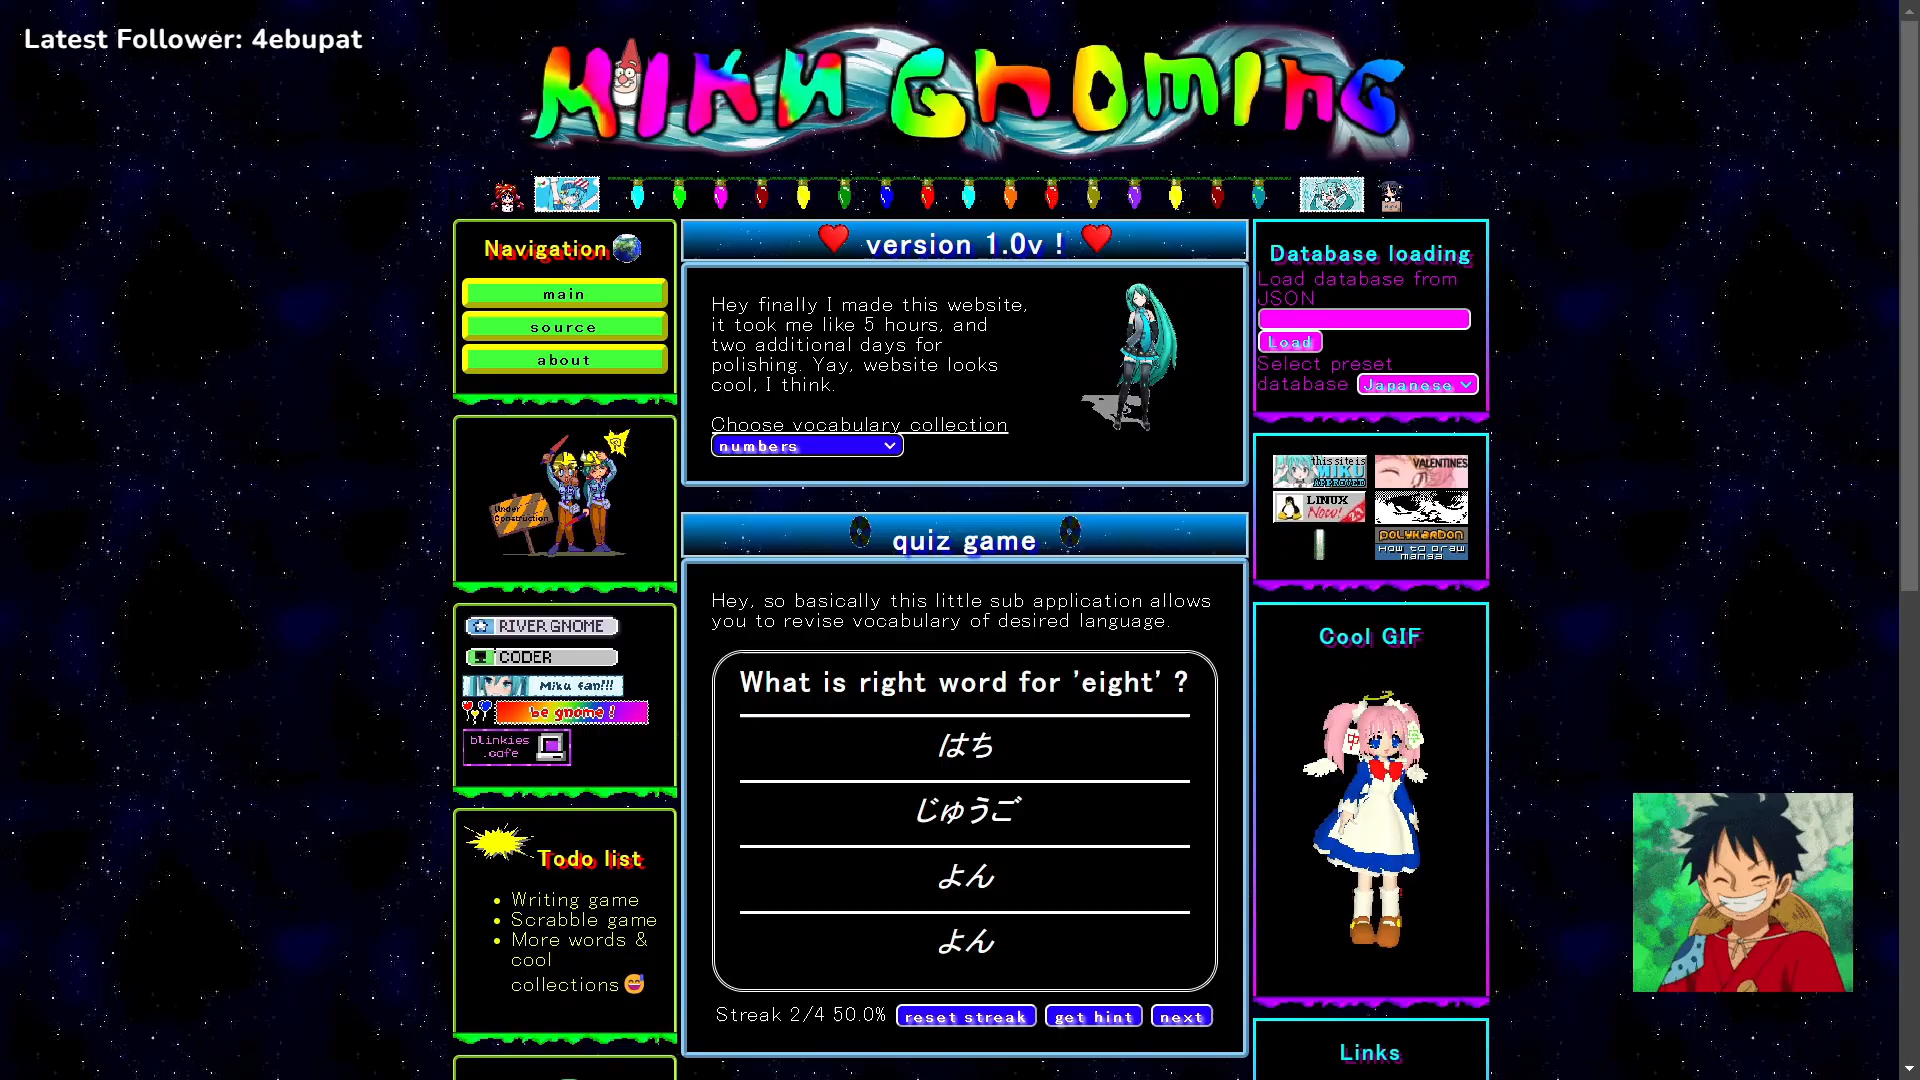 Latest Follower: 4ebupat
MIKU GNOMING
Navigation
main
source
about
Under
Construction
RIVER GNOME
CODER
Miku fan!!!
be gnome !
blinkies
.cafe
Todo list
Writing game
Scrabble game
More words &
cool
collections 😅
version 1.0v !
Hey finally I made this website,
it took me like 5 hours, and
two additional days for
polishing. Yay, website looks
cool, I think.
Choose vocabulary collection
numbers
quiz game
Hey, so basically this little sub application allows
you to revise vocabulary of desired language.
What is right word for 'eight' ?
はち
じゅうご
よん
よん
Streak 2/4 50.0%
reset streak
get hint
next
Database loading
Load database from
JSON
Load
Select preset
database
Japanese
this site is
MIKU
APPROVED
VALENTINES
LINUX
Now!
POLYKARBON
HOW TO DRAW
MANGA
Cool GIF
中
Links